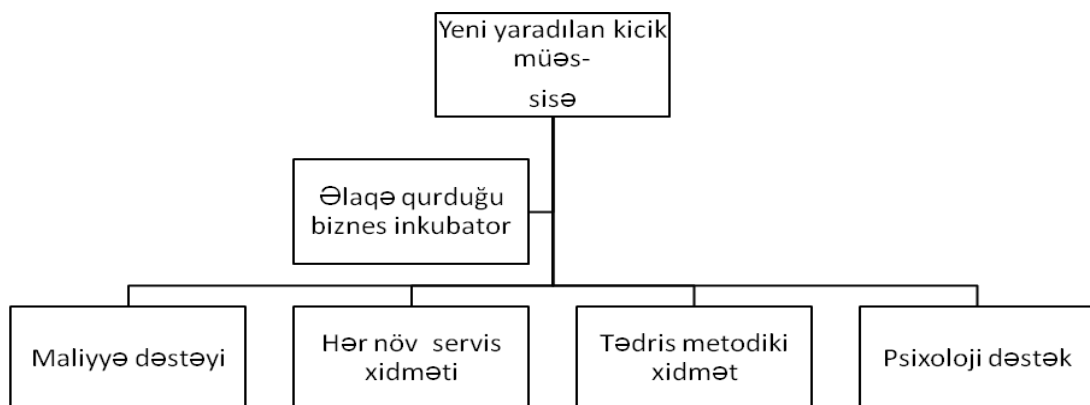 Yeni yaradılan kicik
müəs-
sisə
Əlaqə qurduğu
biznes inkubator
Maliyyə dəstəyi
Hər növ servis
xidməti
Tədris metodiki
xidmət
Psixoloji dəstək